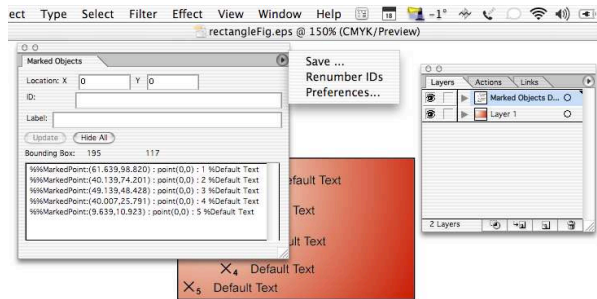 ect Type Select Filter Effect View Window Help 18 -1°
rectangleFig.eps @ 150% (CMYK/Preview)
Marked Objects
Location: X 0 Y 0
ID:
Label:
Update Hide All
Bounding Box: 195 117
%%MarkedPoint:(61.639,98.820) : point(0,0) : 1 %Default Text
%%MarkedPoint:(40.139,74.201) : point(0,0) : 2 %Default Text
%%MarkedPoint:(49.139,48.428) : point(0,0) : 3 %Default Text
%%MarkedPoint:(40.007,25.791) : point(0,0) : 4 %Default Text
%%MarkedPoint:(9.639,10.923) : point(0,0) : 5 %Default Text
Save ...
Renumber IDs
Preferences...
Layers Actions Links
Marked Objects D...
Layer 1
2 Layers
efault Text
Text
ult Text
4 Default Text
5 Default Text